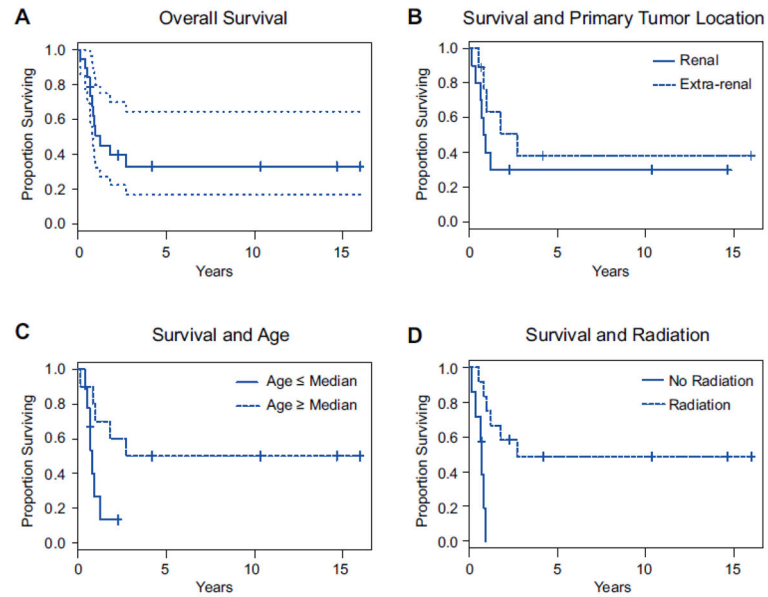 A
Overall Survival
Proportion Surviving
1.0
0.8
0.6
0.4
0.2
0.0
0
5
10
15
Years
B
Survival and Primary Tumor Location
Proportion Surviving
1.0
0.8
0.6
0.4
0.2
0.0
Renal
Extra-renal
0
5
10
15
Years
C
Survival and Age
Proportion Surviving
1.0
0.8
0.6
0.4
0.2
0.0
Age ≤ Median
Age ≥ Median
0
5
10
15
Years
D
Survival and Radiation
Proportion Surviving
1.0
0.8
0.6
0.4
0.2
0.0
No Radiation
Radiation
0
5
10
15
Years